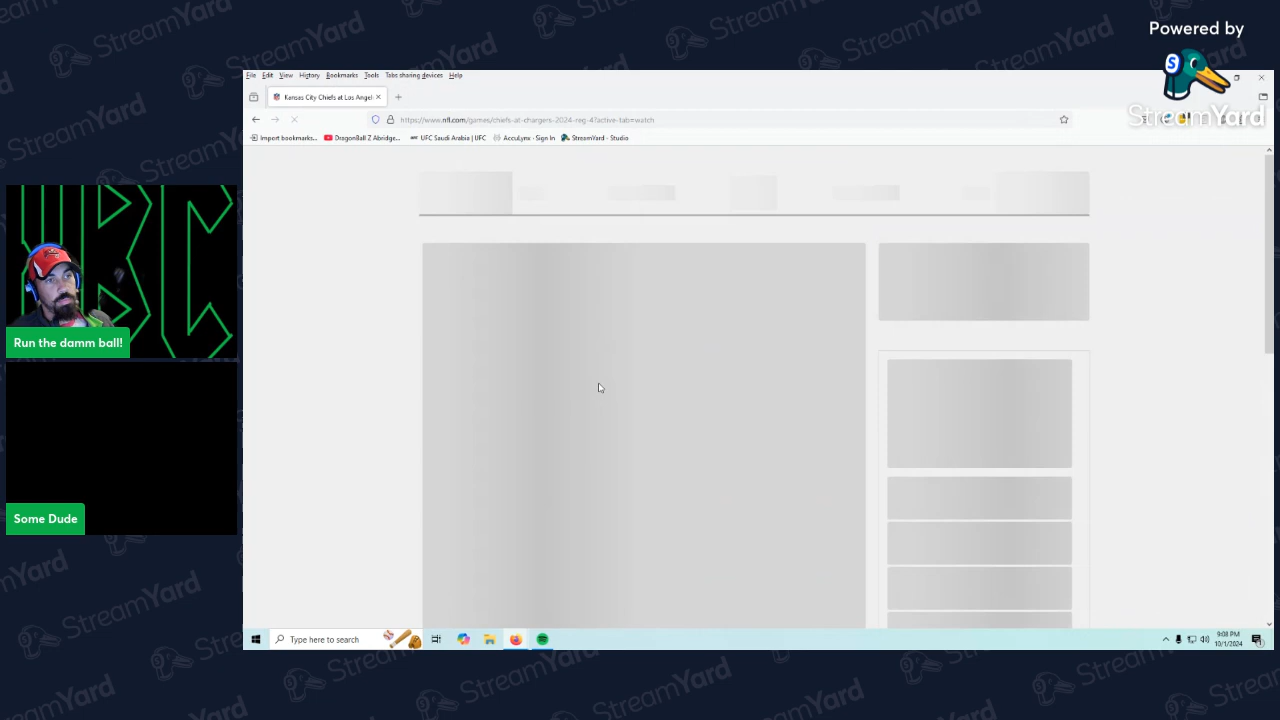 Powered by
StreamYard
File Edit View History Bookmarks Tools Tabs sharing devices Help
Kansas City Chiefs at Los Angel
https://www.nfl.com/games/chiefs-at-chargers-2024-reg-4?active-tab=watch
Import bookmarks... DragonBall Z Abridge... UFC Saudi Arabia | UFC AccuLynx - Sign In StreamYard - Studio
Run the damm ball!
Some Dude
Type here to search
9:08 PM
10/1/2024